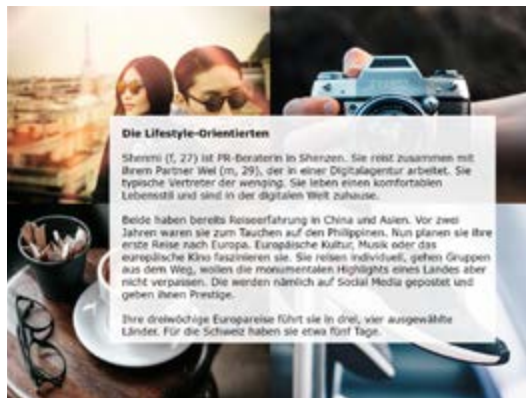 Die Lifestyle-Orientierten
Shenmi (f, 27) ist PR-Beraterin in Shenzen. Sie reist zusammen mit
ihrem Partner Wei (m, 29), der in einer Digitalagentur arbeitet. Sie
typische Vertreter der wenqing. Sie leben einen komfortablen
Lebensstil und sind in der digitalen Welt zuhause.
Beide haben bereits Reiseerfahrung in China und Asien. Vor zwei
Jahren waren sie zum Tauchen auf den Philippinen. Nun planen sie ihre
erste Reise nach Europa. Europäische Kultur, Musik oder das
europäische Kino faszinieren sie. Sie reisen individuell, gehen Gruppen
aus dem Weg, wollen die monumentalen Highlights eines Landes aber
nicht verpassen. Die werden nämlich auf Social Media gepostet und
geben ihnen Prestige.
Ihre dreiwöchige Europareise führt sie in drei, vier ausgewählte
Länder. Für die Schweiz haben sie etwa fünf Tage.